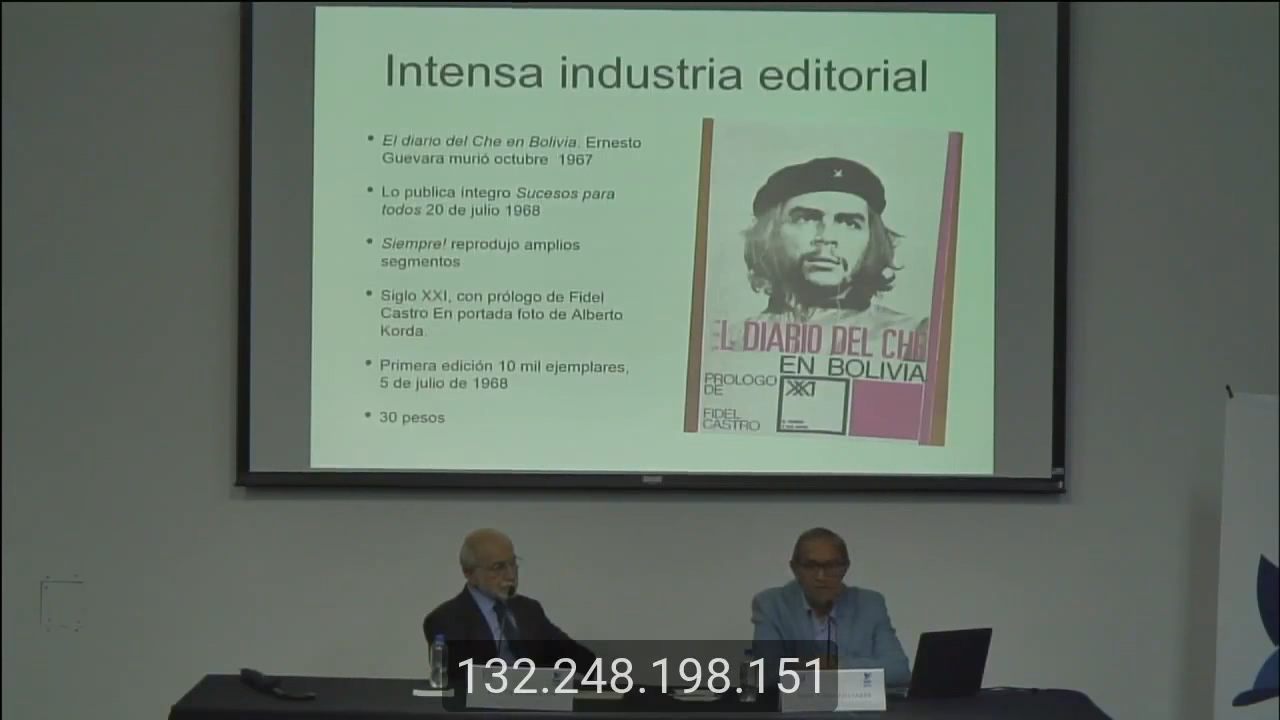 Intensa industria editorial
• El diario del Che en Bolivia. Ernesto
Guevara murió octubre 1967
• Lo publica íntegro Sucesos para
todos 20 de julio 1968
• Siempre! reprodujo amplios
segmentos
• Siglo XXI, con prólogo de Fidel
Castro En portada foto de Alberto
Korda.
• Primera edición 10 mil ejemplares,
5 de julio de 1968
• 30 pesos
EL DIARIO DEL CHE
EN BOLIVIA
PROLOGO
DE
FIDEL
CASTRO
XXI
132.248.198.151